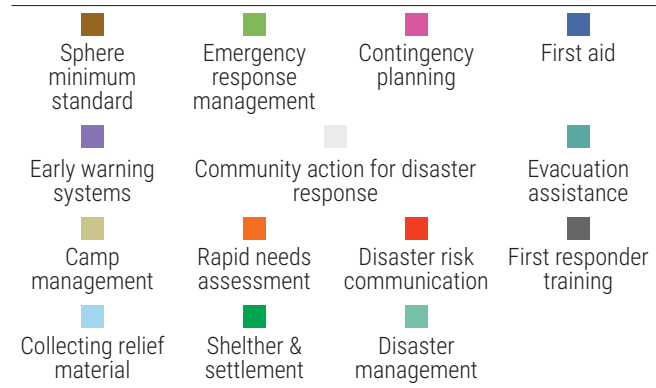 Sphere
minimum
standard
Emergency
response
management
Contingency
planning
First aid
Early warning
systems
Community action for disaster
response
Evacuation
assistance
Camp
management
Rapid needs
assessment
Disaster risk
communication
First responder
training
Collecting relief
material
Shelther &
settlement
Disaster
management